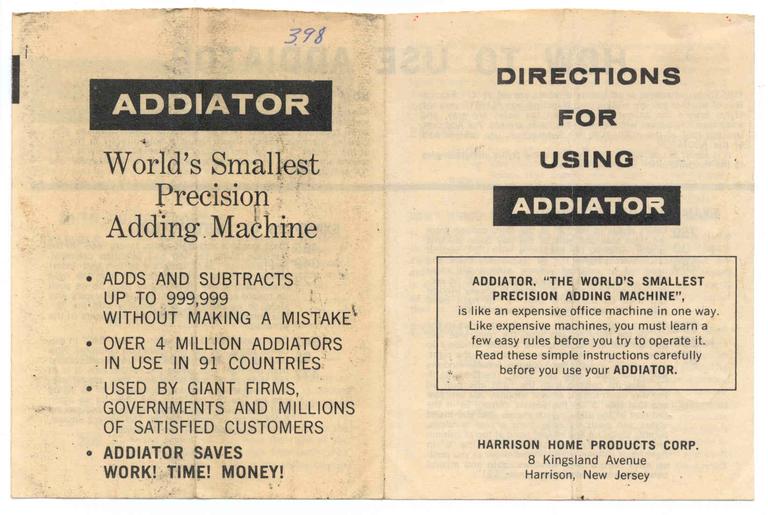 398
ADDIATOR
World's Smallest
Precision
Adding Machine
• ADDS AND SUBTRACTS
UP TO 999,999
WITHOUT MAKING A MISTAKE
• OVER 4 MILLION ADDIATORS
IN USE IN 91 COUNTRIES
• USED BY GIANT FIRMS,
GOVERNMENTS AND MILLIONS
OF SATISFIED CUSTOMERS
• ADDIATOR SAVES
WORK! TIME! MONEY!
DIRECTIONS
FOR
USING
ADDIATOR
ADDIATOR, "THE WORLD'S SMALLEST
PRECISION ADDING MACHINE",
is like an expensive office machine in one way.
Like expensive machines, you must learn a
few easy rules before you try to operate it.
Read these simple instructions carefully
before you use your ADDIATOR.
HARRISON HOME PRODUCTS CORP.
8 Kingsland Avenue
Harrison, New Jersey